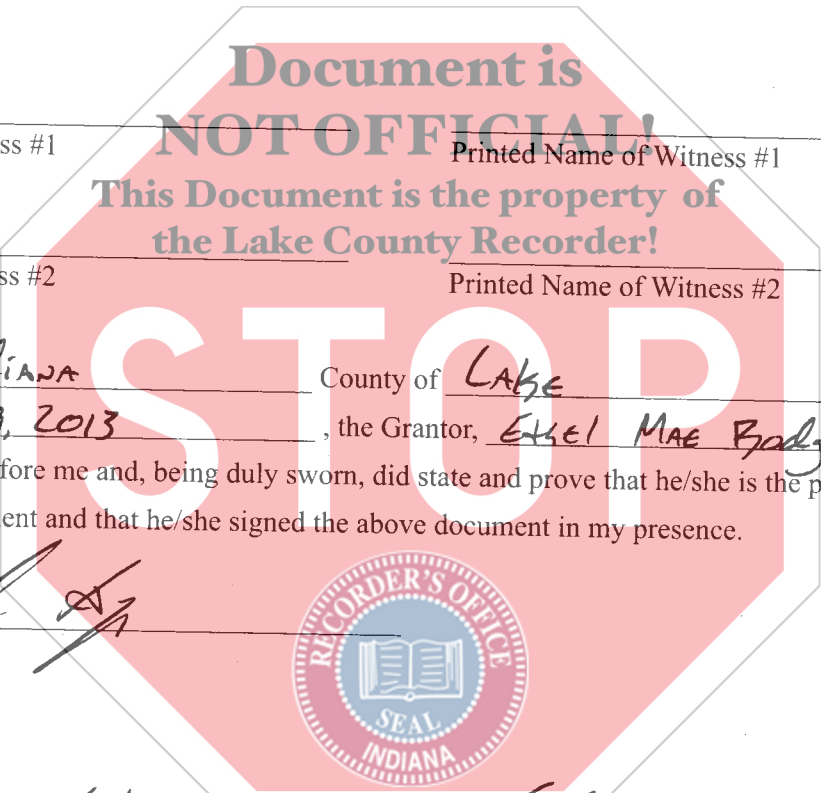 Document is
NOT OFFICIAL!
ss #1 Printed Name of Witness #1
This Document is the property of
the Lake County Recorder!
ss #2 Printed Name of Witness #2
STOP
iANA County of LAKE
, 2013 , the Grantor, Ethel MAE
fore me and, being duly sworn, did state and prove that he/she is the p
ent and that he/she signed the above document in my presence.
RECORDER'S OFFICE
SEAL
INDIANA